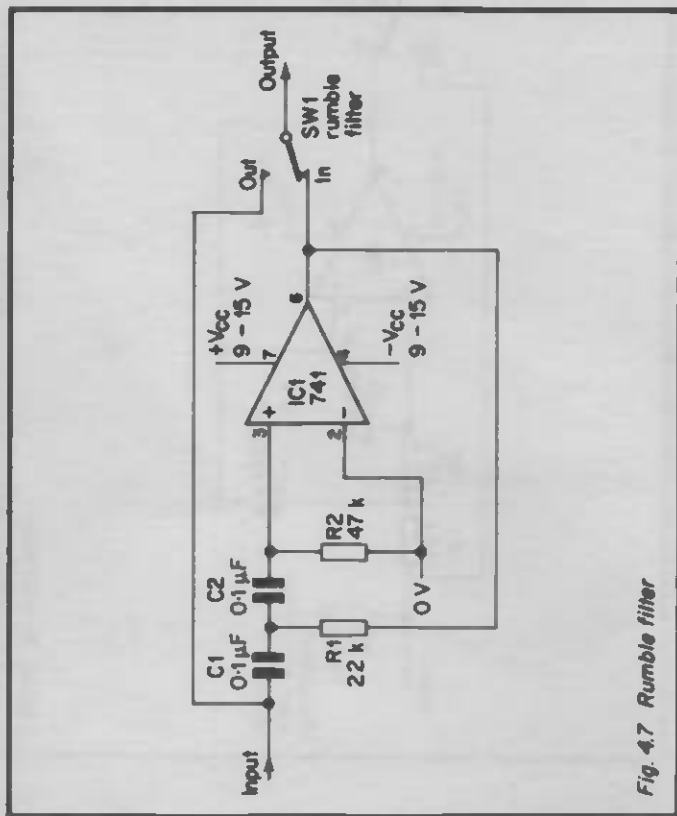 Output
SW1
rumble
filter
Out
In
+Vcc
9 – 15 V
7
6
IC1
741
3
+
2
–
4
–Vcc
9 – 15 V
C2
0·1 µF
C1
0·1 µF
R2
47 k
R1
22 k
0 V
Input
Fig. 4.7 Rumble filter